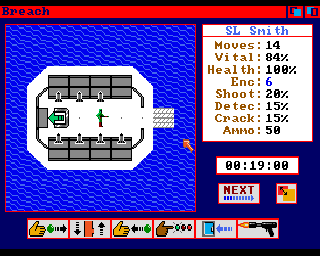 Breach
SL Smith
Moves: 14
Vital: 84%
Health: 100%
Enc: 6
Shoot: 20%
Detec: 15%
Crack: 15%
Ammo: 50
00:19:00
NEXT